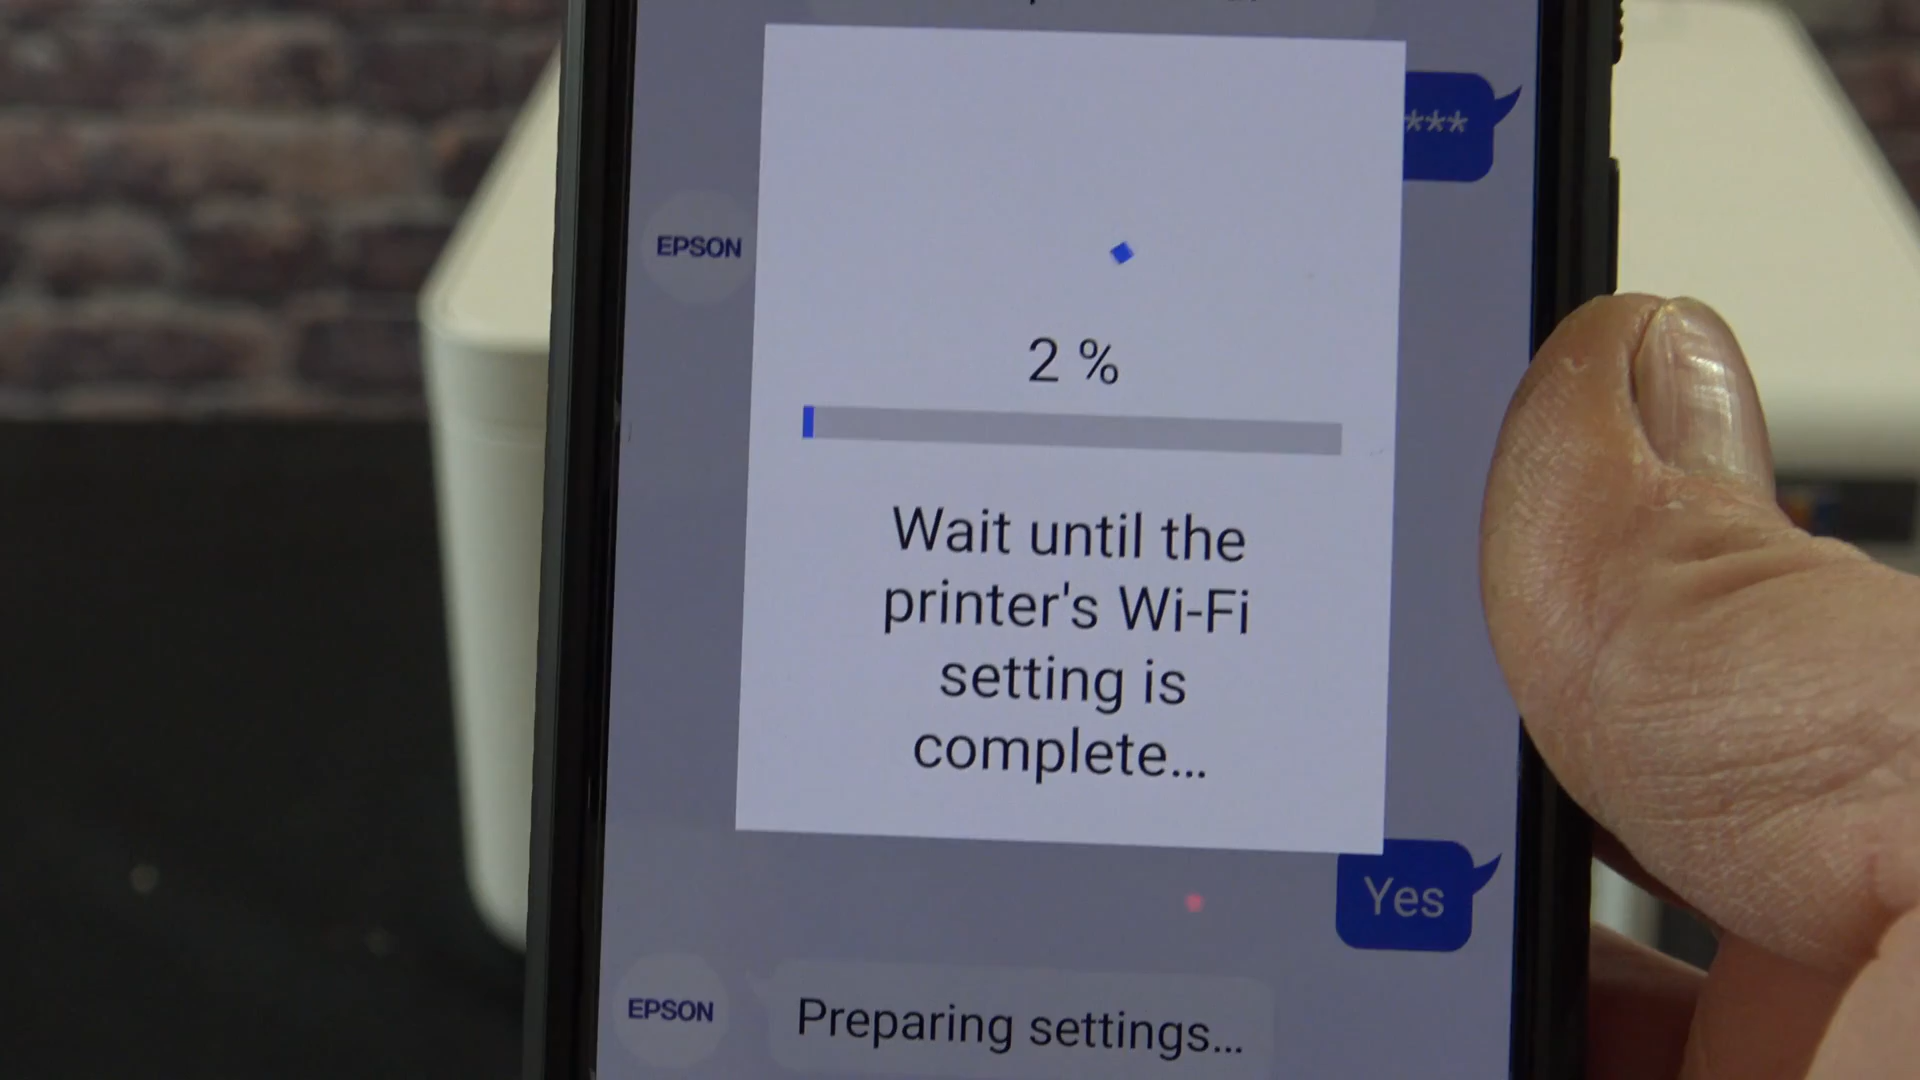 ***
EPSON
2 %
Wait until the
printer's Wi-Fi
setting is
complete...
Yes
EPSON
Preparing settings...